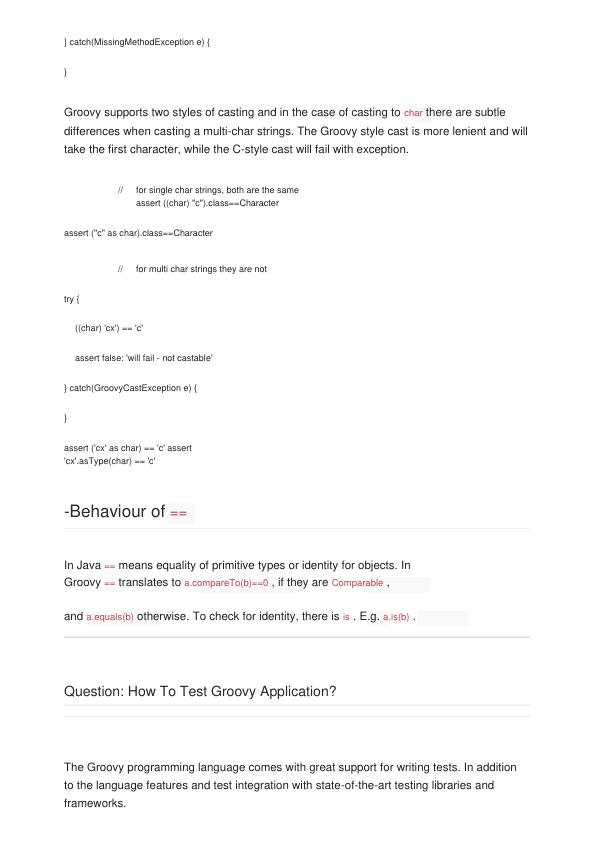 } catch(MissingMethodException e) {
}
Groovy supports two styles of casting and in the case of casting to char there are subtle
differences when casting a multi-char strings. The Groovy style cast is more lenient and will
take the first character, while the C-style cast will fail with exception.
// for single char strings, both are the same
assert ((char) "c").class==Character
assert ("c" as char).class==Character
// for multi char strings they are not
try {
((char) 'cx') == 'c'
assert false: 'will fail - not castable'
} catch(GroovyCastException e) {
}
assert ('cx' as char) == 'c' assert
'cx'.asType(char) == 'c'
-Behaviour of ==
In Java == means equality of primitive types or identity for objects. In
Groovy == translates to a.compareTo(b)==0 , if they are Comparable ,
and a.equals(b) otherwise. To check for identity, there is is . E.g. a.is(b) .
Question: How To Test Groovy Application?
The Groovy programming language comes with great support for writing tests. In addition
to the language features and test integration with state-of-the-art testing libraries and
frameworks.